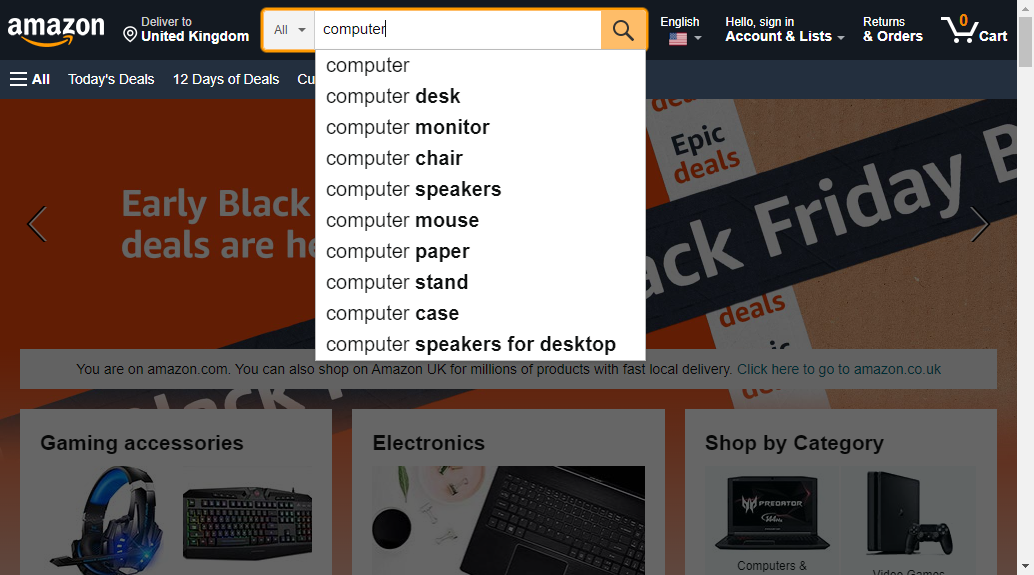 amazon
Deliver to
United Kingdom
All
computer
English
Hello, sign in
Account & Lists
Returns
& Orders
0
Cart
All
Today's Deals
12 Days of Deals
Cu
computer
computer desk
computer monitor
computer chair
computer speakers
computer mouse
computer paper
computer stand
computer case
computer speakers for desktop
Early Black
deals are he
Epic
deals
ack Friday B
deals
You are on amazon.com. You can also shop on Amazon UK for millions of products with fast local delivery. Click here to go to amazon.co.uk
Gaming accessories
Electronics
Shop by Category
PREDATOR
Computers &
Video Games